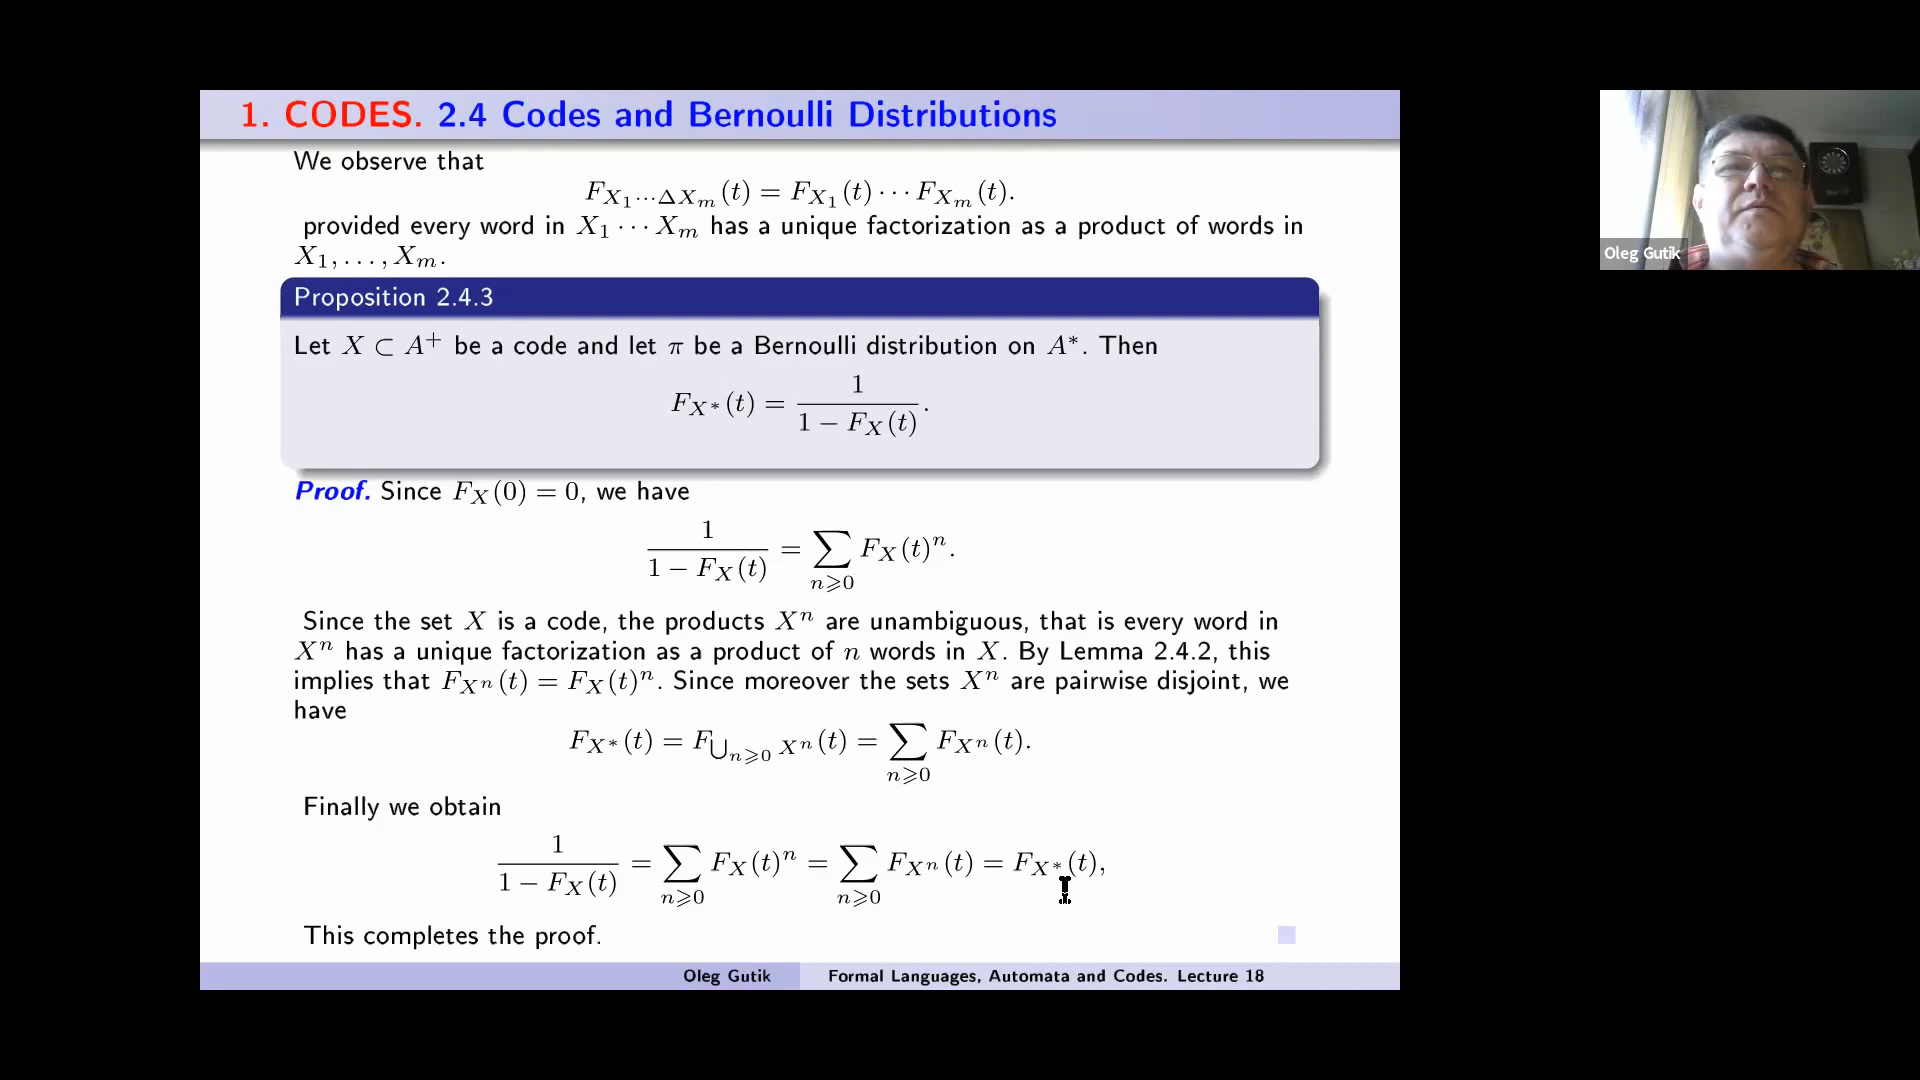 1. CODES. 2.4 Codes and Bernoulli Distributions
We observe that
F_{X_1⋯ΔX_m}(t) = F_{X_1}(t) ⋯ F_{X_m}(t).
provided every word in X_1 ⋯ X_m has a unique factorization as a product of words in
X_1, . . . , X_m.
Proposition 2.4.3
Let X ⊂ A^+ be a code and let π be a Bernoulli distribution on A^*. Then
F_{X^*}(t) = \frac{1}{1 − F_X(t)}.
Proof. Since F_X(0) = 0, we have
\frac{1}{1 − F_X(t)} = ∑_{n⩾0} F_X(t)^n.
Since the set X is a code, the products X^n are unambiguous, that is every word in
X^n has a unique factorization as a product of n words in X. By Lemma 2.4.2, this
implies that F_{X^n}(t) = F_X(t)^n. Since moreover the sets X^n are pairwise disjoint, we
have
F_{X^*}(t) = F_{⋃_{n⩾0} X^n}(t) = ∑_{n⩾0} F_{X^n}(t).
Finally we obtain
\frac{1}{1 − F_X(t)} = ∑_{n⩾0} F_X(t)^n = ∑_{n⩾0} F_{X^n}(t) = F_{X^*}(t),
This completes the proof.
Oleg Gutik Formal Languages, Automata and Codes. Lecture 18
Oleg Gutik